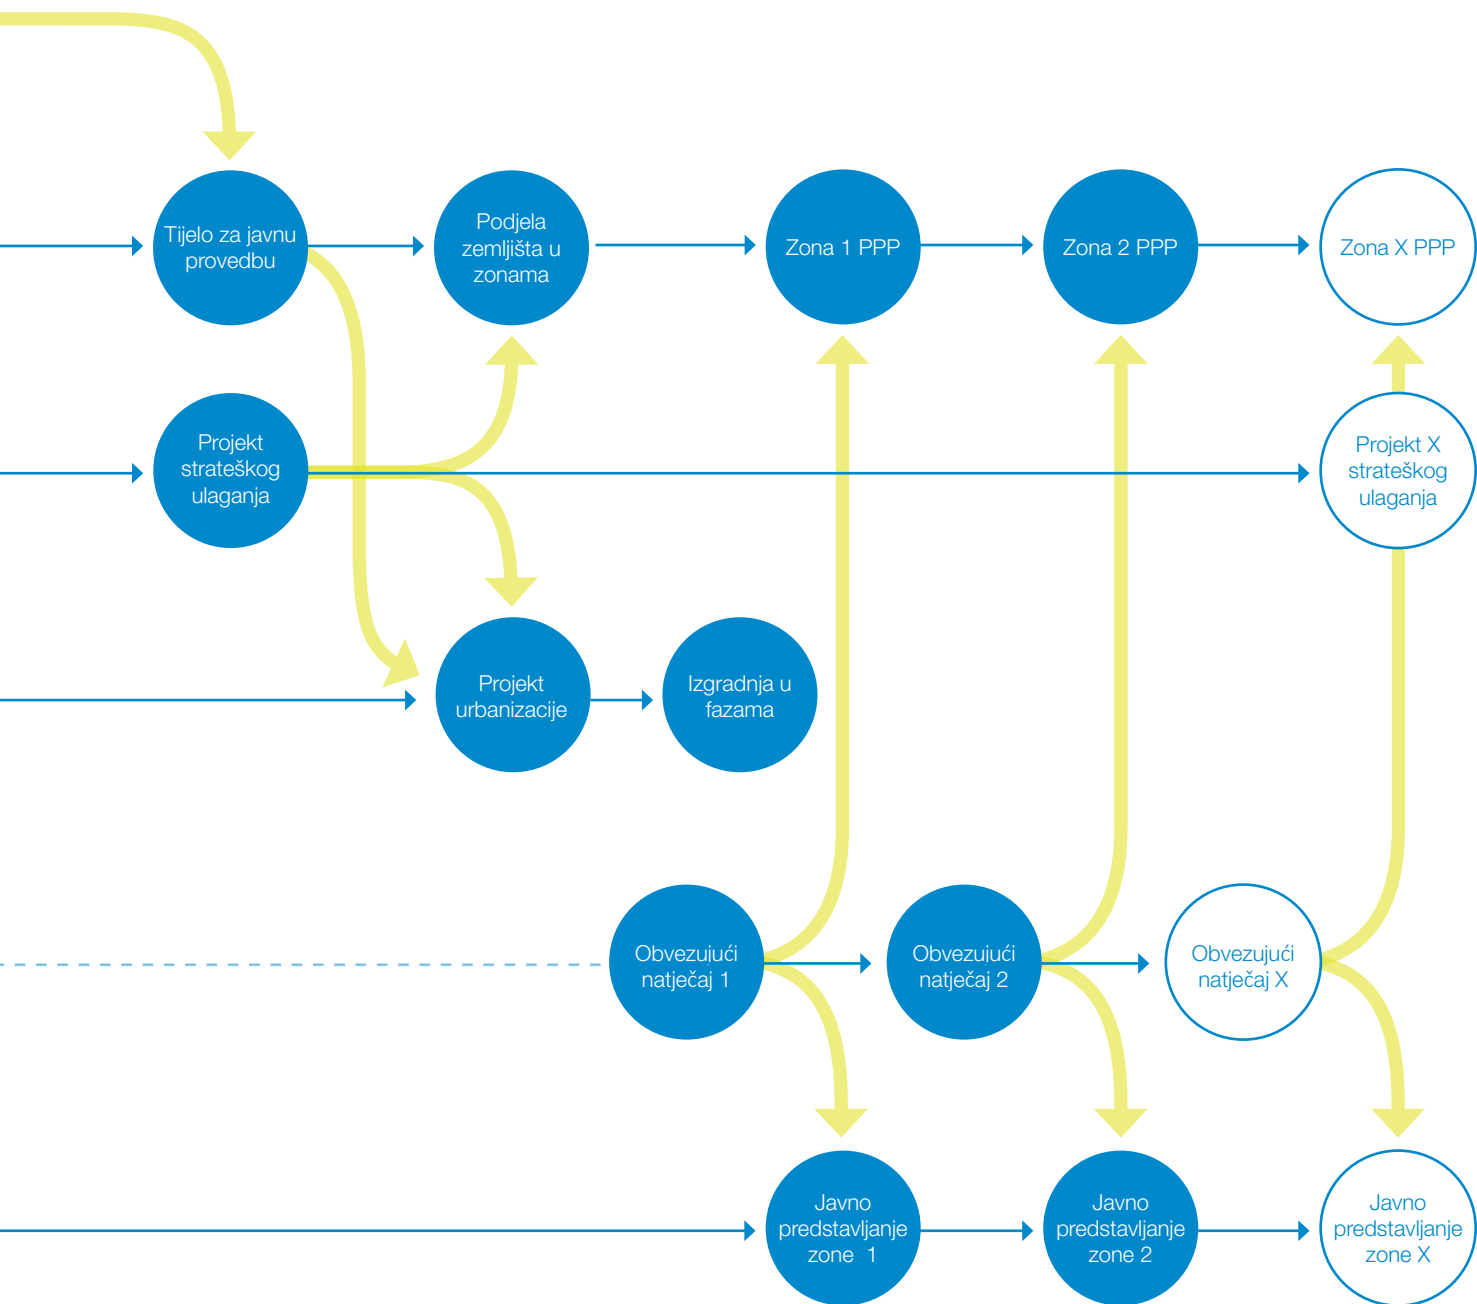 Tijelo za javnu
provedbu
Podjela
zemljišta u
zonama
Zona 1 PPP
Zona 2 PPP
Zona X PPP
Projekt
strateškog
ulaganja
Projekt X
strateškog
ulaganja
Projekt
urbanizacije
Izgradnja u
fazama
Obvezujući
natječaj 1
Obvezujući
natječaj 2
Obvezujući
natječaj X
Javno
predstavljanje
zone 1
Javno
predstavljanje
zone 2
Javno
predstavljanje
zone X